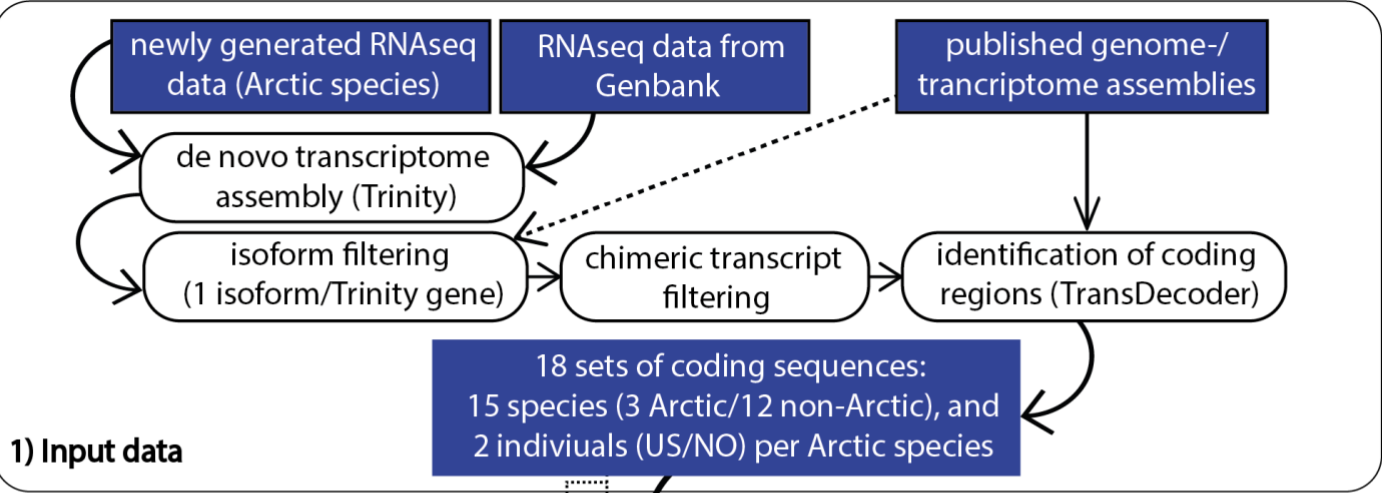 newly generated RNAseq
data (Arctic species)
RNAseq data from
Genbank
published genome-/
trancriptome assemblies
de novo transcriptome
assembly (Trinity)
isoform filtering
(1 isoform/Trinity gene)
chimeric transcript
filtering
identification of coding
regions (TransDecoder)
18 sets of coding sequences:
15 species (3 Arctic/12 non-Arctic), and
2 indiviuals (US/NO) per Arctic species
1) Input data